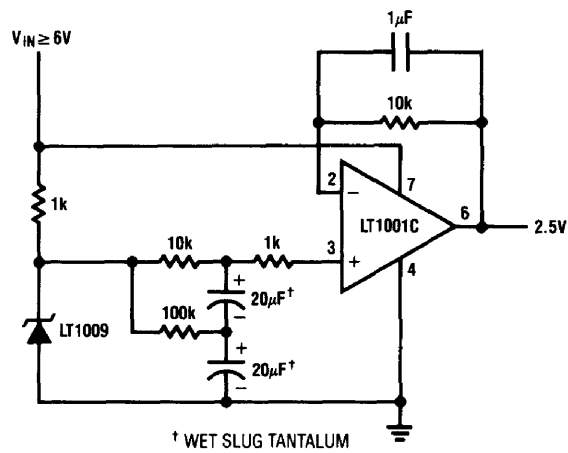 V_IN ≥ 6V
1µF
10k
1k
2
−
7
LT1001C
6
2.5V
10k
1k
3
+
4
+
20µF†
−
100k
LT1009
+
20µF†
−
† WET SLUG TANTALUM